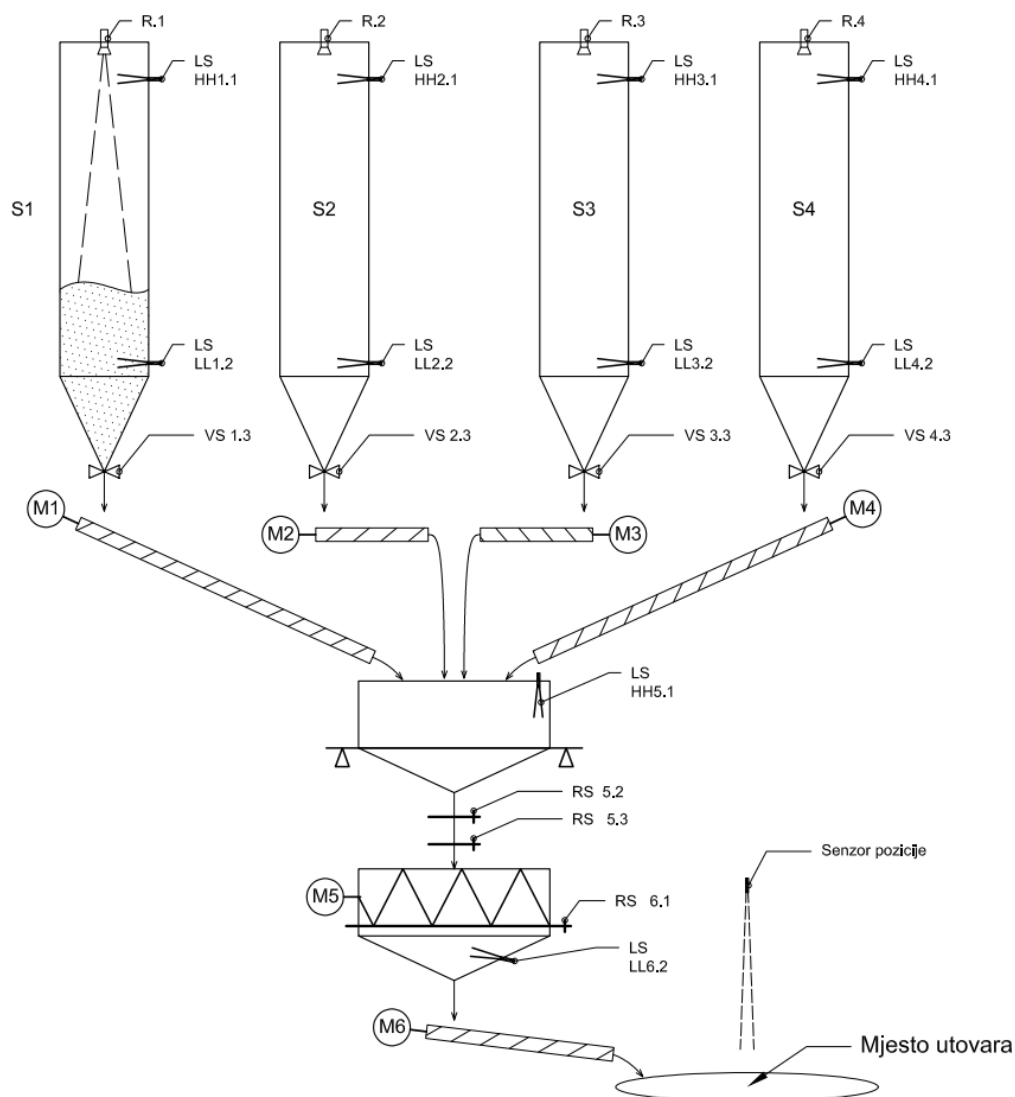 R.1
R.2
R.3
R.4
LS
HH1.1
LS
HH2.1
LS
HH3.1
LS
HH4.1
S1
S2
S3
S4
LS
LL1.2
LS
LL2.2
LS
LL3.2
LS
LL4.2
VS 1.3
VS 2.3
VS 3.3
VS 4.3
M1
M2
M3
M4
LS
HH5.1
RS 5.2
RS 5.3
Senzor pozicije
M5
RS 6.1
LS
LL6.2
M6
Mjesto utovara